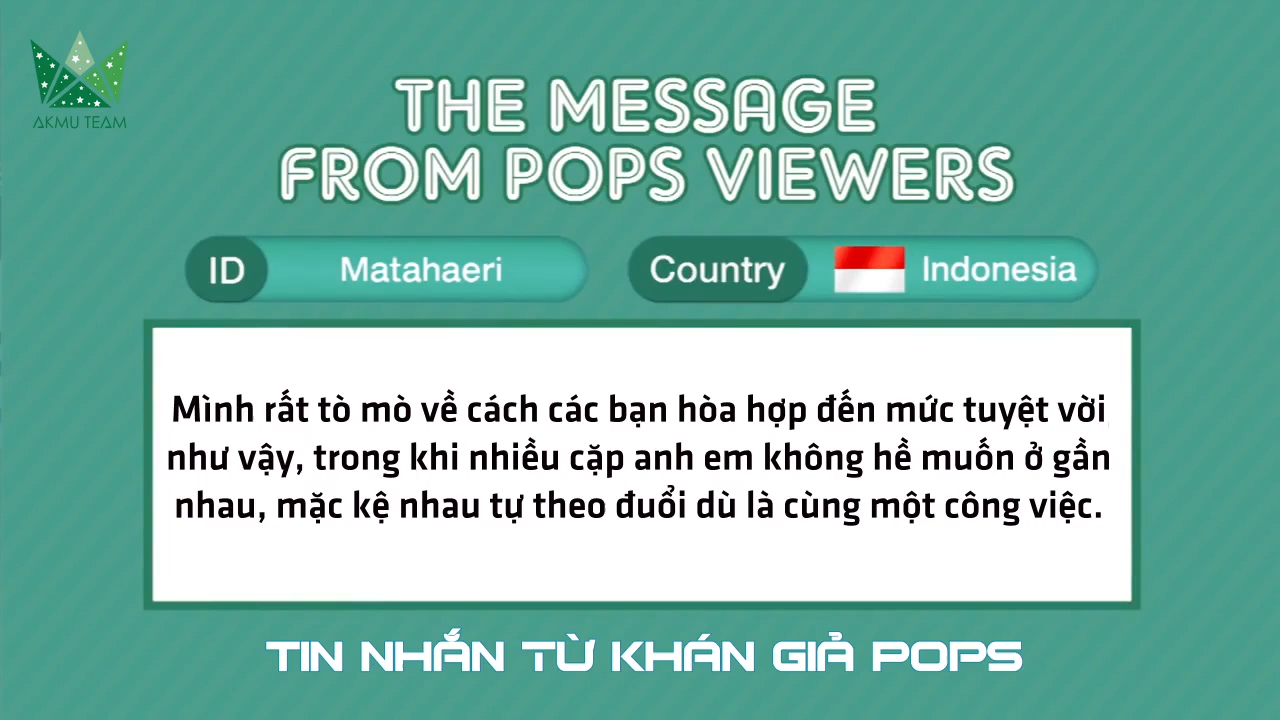 AKMU TEAM
THE MESSAGE
FROM POPS VIEWERS
ID Matahaeri Country Indonesia
Mình rất tò mò về cách các bạn hòa hợp đến mức tuyệt vời
như vậy, trong khi nhiều cặp anh em không hề muốn ở gần
nhau, mặc kệ nhau tự theo đuổi dù là cùng một công việc.
TIN NHẮN TỪ KHÁN GIẢ POPS